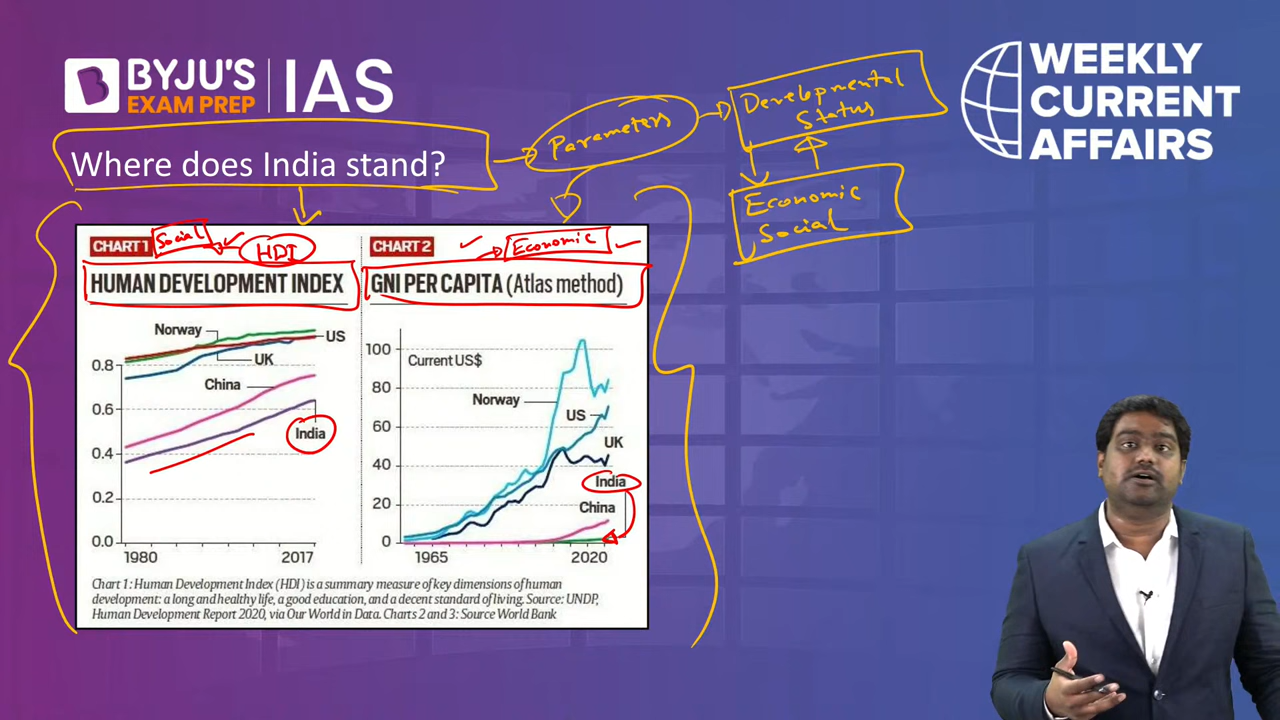 BYJU'S
EXAM PREP
IAS
WEEKLY
CURRENT
AFFAIRS
Where does India stand?
Parameters
Developmental
Status
Economic
Social
CHART 1
Social
HDI
HUMAN DEVELOPMENT INDEX
Norway
US
UK
China
India
0.8
0.6
0.4
0.2
0.0
1980
2017
CHART 2
Economic
GNI PER CAPITA (Atlas method)
Current US$
Norway
US
UK
India
China
100
80
60
40
20
0
1965
2020
Chart 1: Human Development Index (HDI) is a summary measure of key dimensions of human
development: a long and healthy life, a good education, and a decent standard of living. Source: UNDP,
Human Development Report 2020, via Our World in Data. Charts 2 and 3: Source World Bank